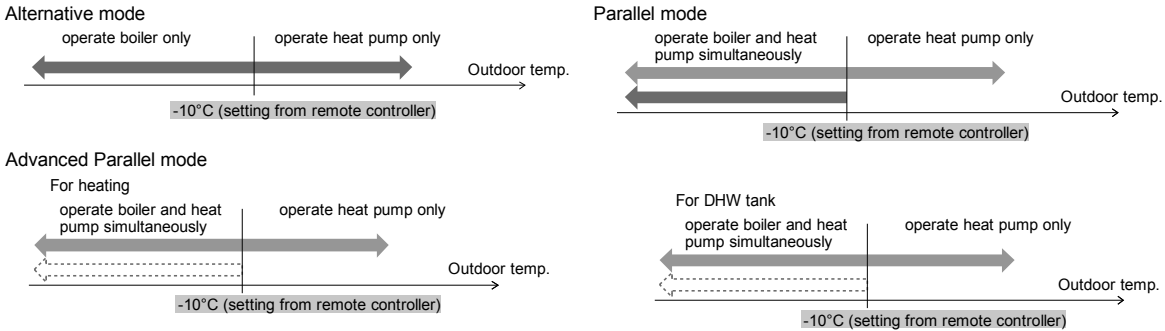 Alternative mode
operate boiler only
operate heat pump only
Outdoor temp.
-10°C (setting from remote controller)
Parallel mode
operate boiler and heat
pump simultaneously
operate heat pump only
Outdoor temp.
-10°C (setting from remote controller)
Advanced Parallel mode
For heating
operate boiler and heat
pump simultaneously
operate heat pump only
Outdoor temp.
-10°C (setting from remote controller)
For DHW tank
operate boiler and heat
pump simultaneously
operate heat pump only
Outdoor temp.
-10°C (setting from remote controller)